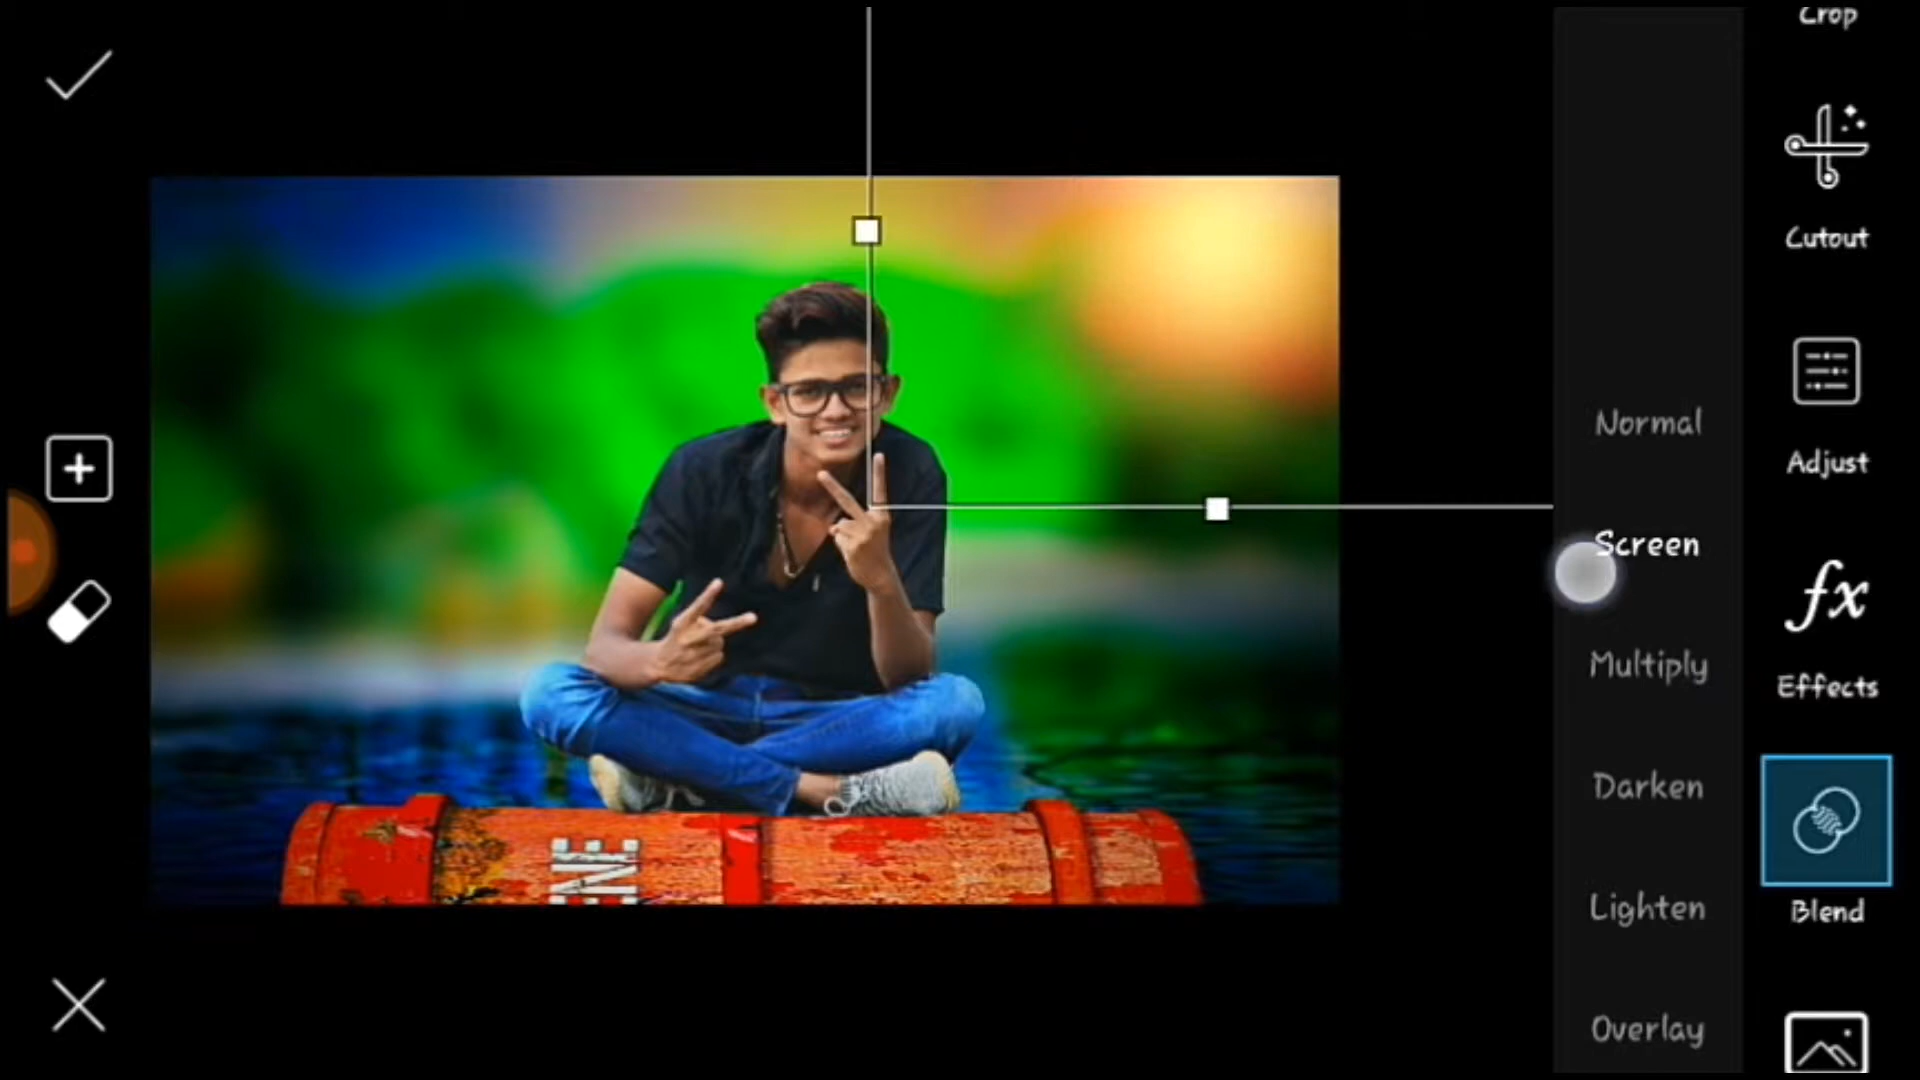 Crop
Cutout
Adjust
Effects
Blend
Normal
Screen
Multiply
Darken
Lighten
Overlay